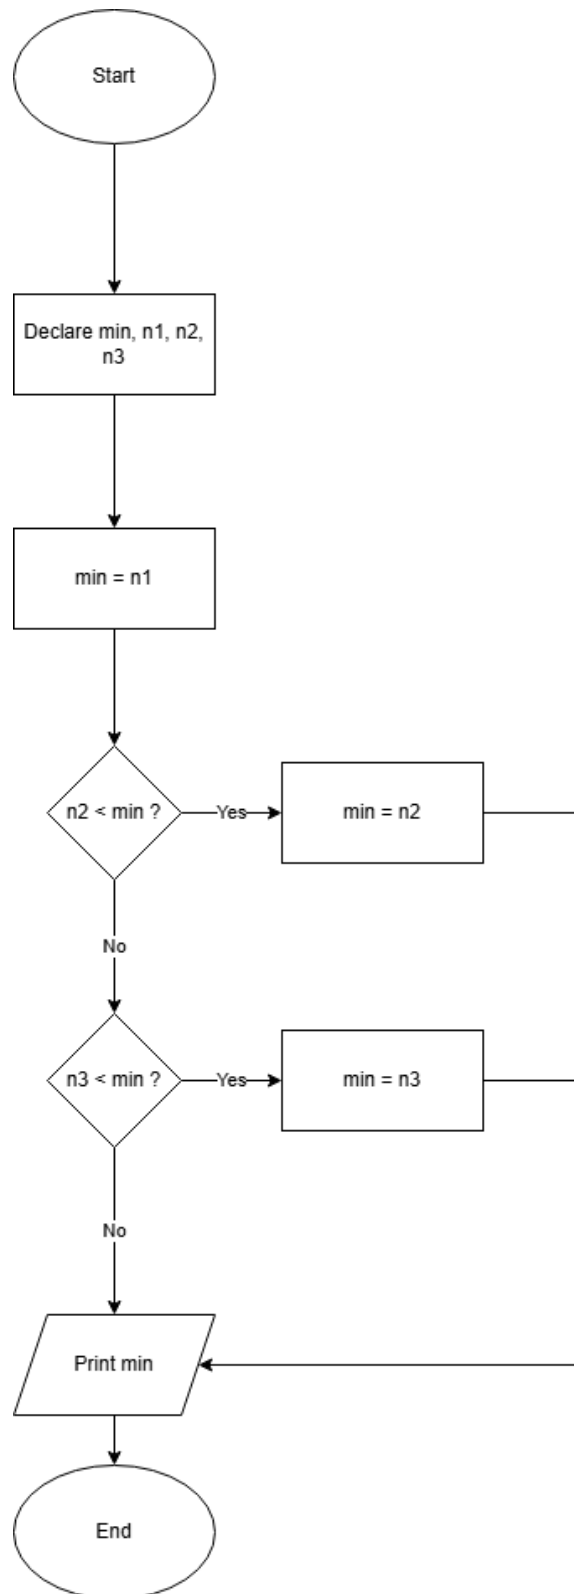 Start
Declare min, n1, n2,
n3
min = n1
n2 < min ?
Yes
min = n2
No
n3 < min ?
Yes
min = n3
No
Print min
End